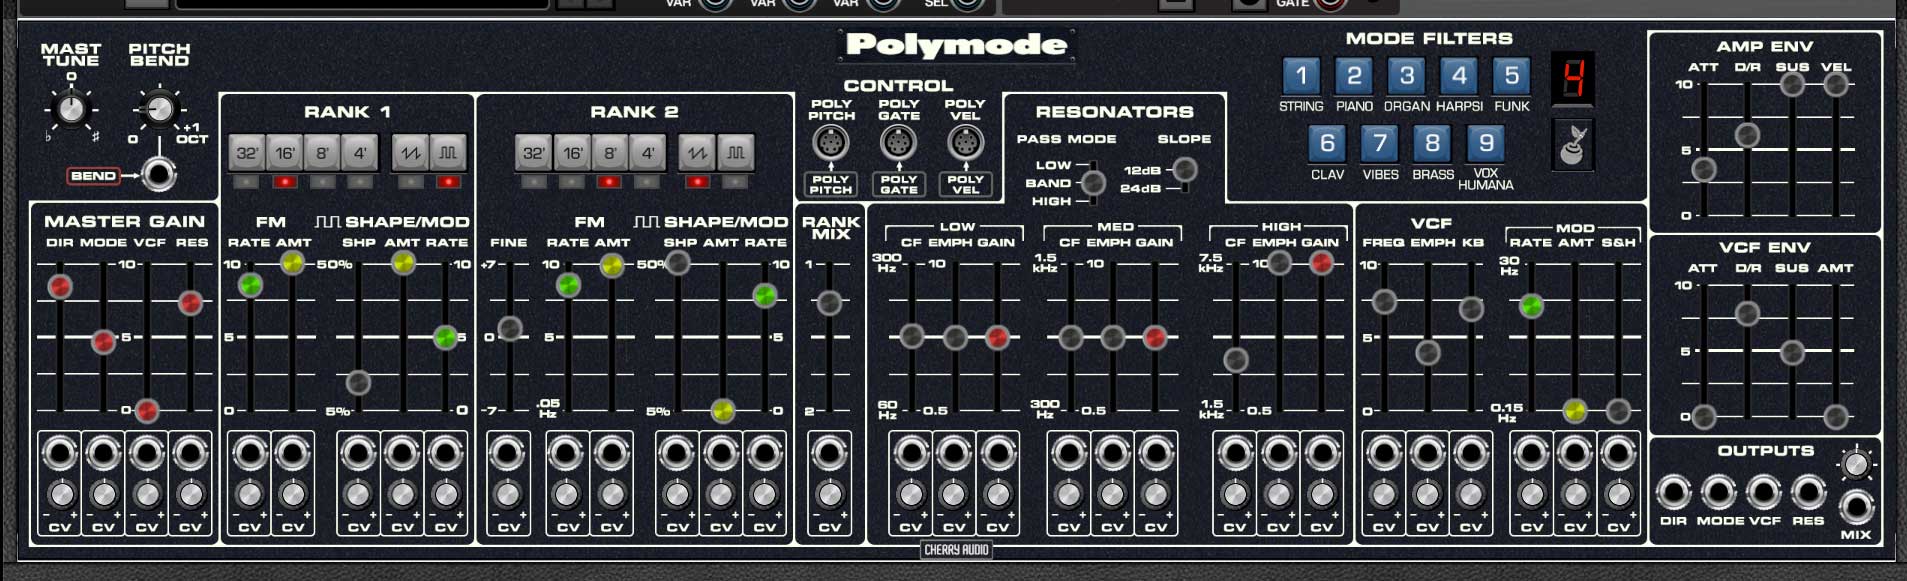 VAR VAR VAR SEL GATE
Polymode
MAST TUNE
0
♭ ♯
PITCH BEND
0 +1 OCT
BEND
RANK 1
32' 16' 8' 4'
RANK 2
32' 16' 8' 4'
CONTROL
POLY PITCH POLY GATE POLY VEL
POLY PITCH POLY GATE POLY VEL
RESONATORS
PASS MODE SLOPE
LOW
BAND
HIGH
12dB
24dB
MODE FILTERS
1 2 3 4 5
STRING PIANO ORGAN HARPSI FUNK
6 7 8 9
CLAV VIBES BRASS VOX HUMANA
4
AMP ENV
ATT D/R SUS VEL
10
5
0
MASTER GAIN
DIR MODE VCF RES
10
5
0
FM SHAPE/MOD
RATE AMT SHP AMT RATE
10 50% 10
5 5
0 5% 0
FM SHAPE/MOD
FINE RATE AMT SHP AMT RATE
+7 10 50% 10
0 5 5
-7 .05 Hz 5% 0
RANK MIX
1
2
LOW
CF EMPH GAIN
300 Hz 10
60 Hz 0.5
MED
CF EMPH GAIN
1.5 kHz 10
300 Hz 0.5
HIGH
CF EMPH GAIN
7.5 kHz 10
1.5 kHz 0.5
VCF
FREQ EMPH KB
10
5
0
MOD
RATE AMT S&H
30 Hz
0.15 Hz
VCF ENV
ATT D/R SUS AMT
10
5
0
- + - + - + - + - + - + - + - + - + - + - + - + - + - + - + - + - + - + - + - + - + - + - + - + - + - + - + - + - + - +
CV CV CV CV CV CV CV CV CV CV CV CV CV CV CV CV CV CV CV CV CV CV CV CV CV CV CV CV CV CV
OUTPUTS
DIR MODE VCF RES
MIX
CHERRY AUDIO